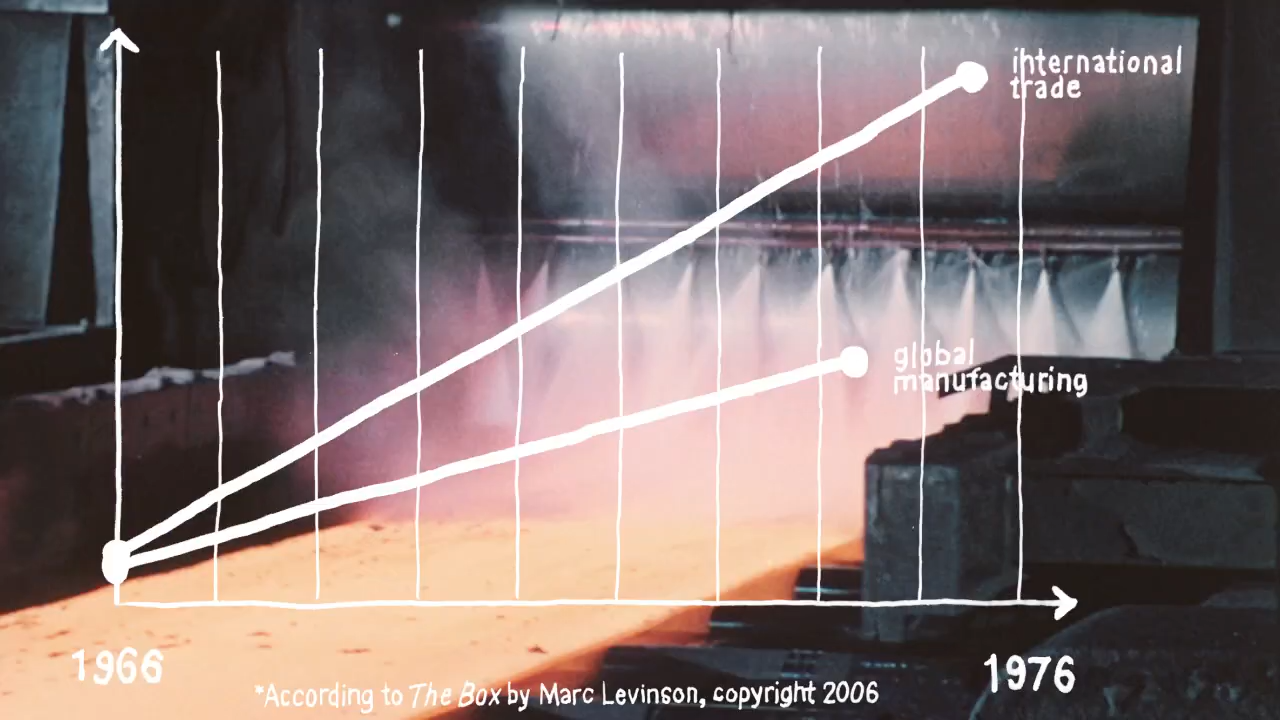 international
trade
global
manufacturing
1966
1976
*According to The Box by Marc Levinson, copyright 2006